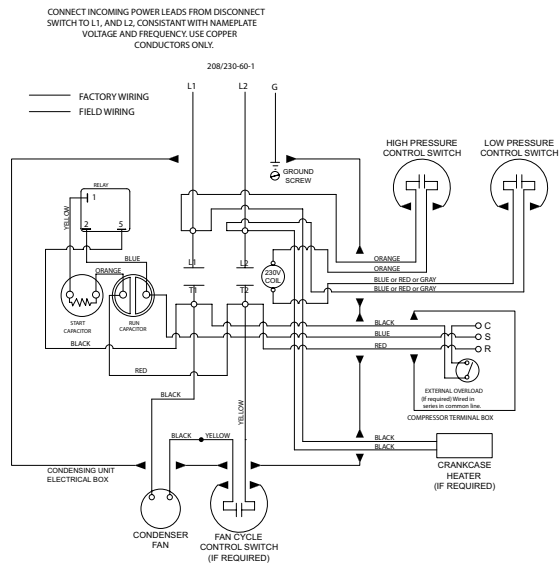 CONNECT INCOMING POWER LEADS FROM DISCONNECT
SWITCH TO L1, AND L2, CONSISTANT WITH NAMEPLATE
VOLTAGE AND FREQUENCY. USE COPPER
CONDUCTORS ONLY.
208/230-60-1
L1
L2
G
FACTORY WIRING
FIELD WIRING
HIGH PRESSURE
CONTROL SWITCH
LOW PRESSURE
CONTROL SWITCH
GROUND
SCREW
RELAY
1
2
5
YELLOW
BLUE
ORANGE
L1
L2
T1
T2
230V
COIL
ORANGE
ORANGE
BLUE or RED or GRAY
BLUE or RED or GRAY
START
CAPACITOR
RUN
CAPACITOR
BLACK
RED
BLACK
BLUE
RED
C
S
R
EXTERNAL OVERLOAD
(If required) Wired in
series in common line.
COMPRESSOR TERMINAL BOX
BLACK
YELLOW
BLACK
YELLOW
BLACK
BLACK
CRANKCASE
HEATER
(IF REQUIRED)
CONDENSING UNIT
ELECTRICAL BOX
CONDENSER
FAN
FAN CYCLE
CONTROL SWITCH
(IF REQUIRED)